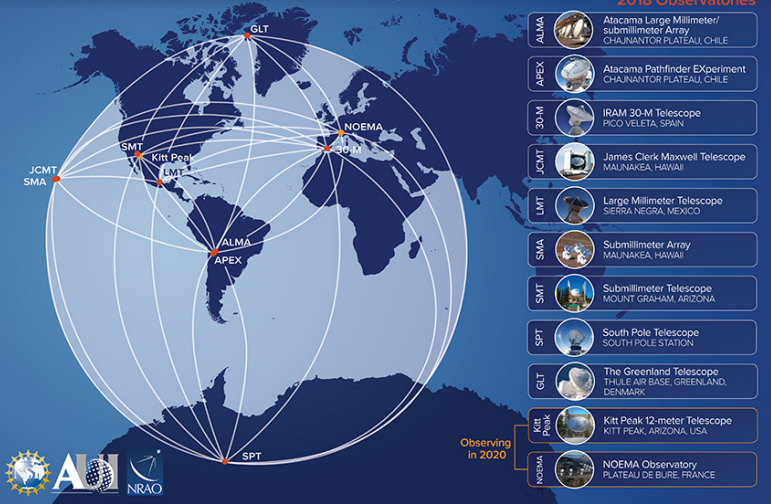 2018 Observatories
GLT
NOEMA
30-M
SMT
Kitt Peak
LMT
JCMT
SMA
ALMA
APEX
SPT
ALMA
Atacama Large Millimeter/
submillimeter Array
CHAJNANTOR PLATEAU, CHILE
APEX
Atacama Pathfinder EXperiment
CHAJNANTOR PLATEAU, CHILE
30-M
IRAM 30-M Telescope
PICO VELETA, SPAIN
JCMT
James Clerk Maxwell Telescope
MAUNAKEA, HAWAII
LMT
Large Millimeter Telescope
SIERRA NEGRA, MEXICO
SMA
Submillimeter Array
MAUNAKEA, HAWAII
SMT
Submillimeter Telescope
MOUNT GRAHAM, ARIZONA
SPT
South Pole Telescope
SOUTH POLE STATION
GLT
The Greenland Telescope
THULE AIR BASE, GREENLAND,
DENMARK
Observing
in 2020
Kitt
Peak
Kitt Peak 12-meter Telescope
KITT PEAK, ARIZONA, USA
NOEMA
NOEMA Observatory
PLATEAU DE BURE, FRANCE
AUI
NRAO